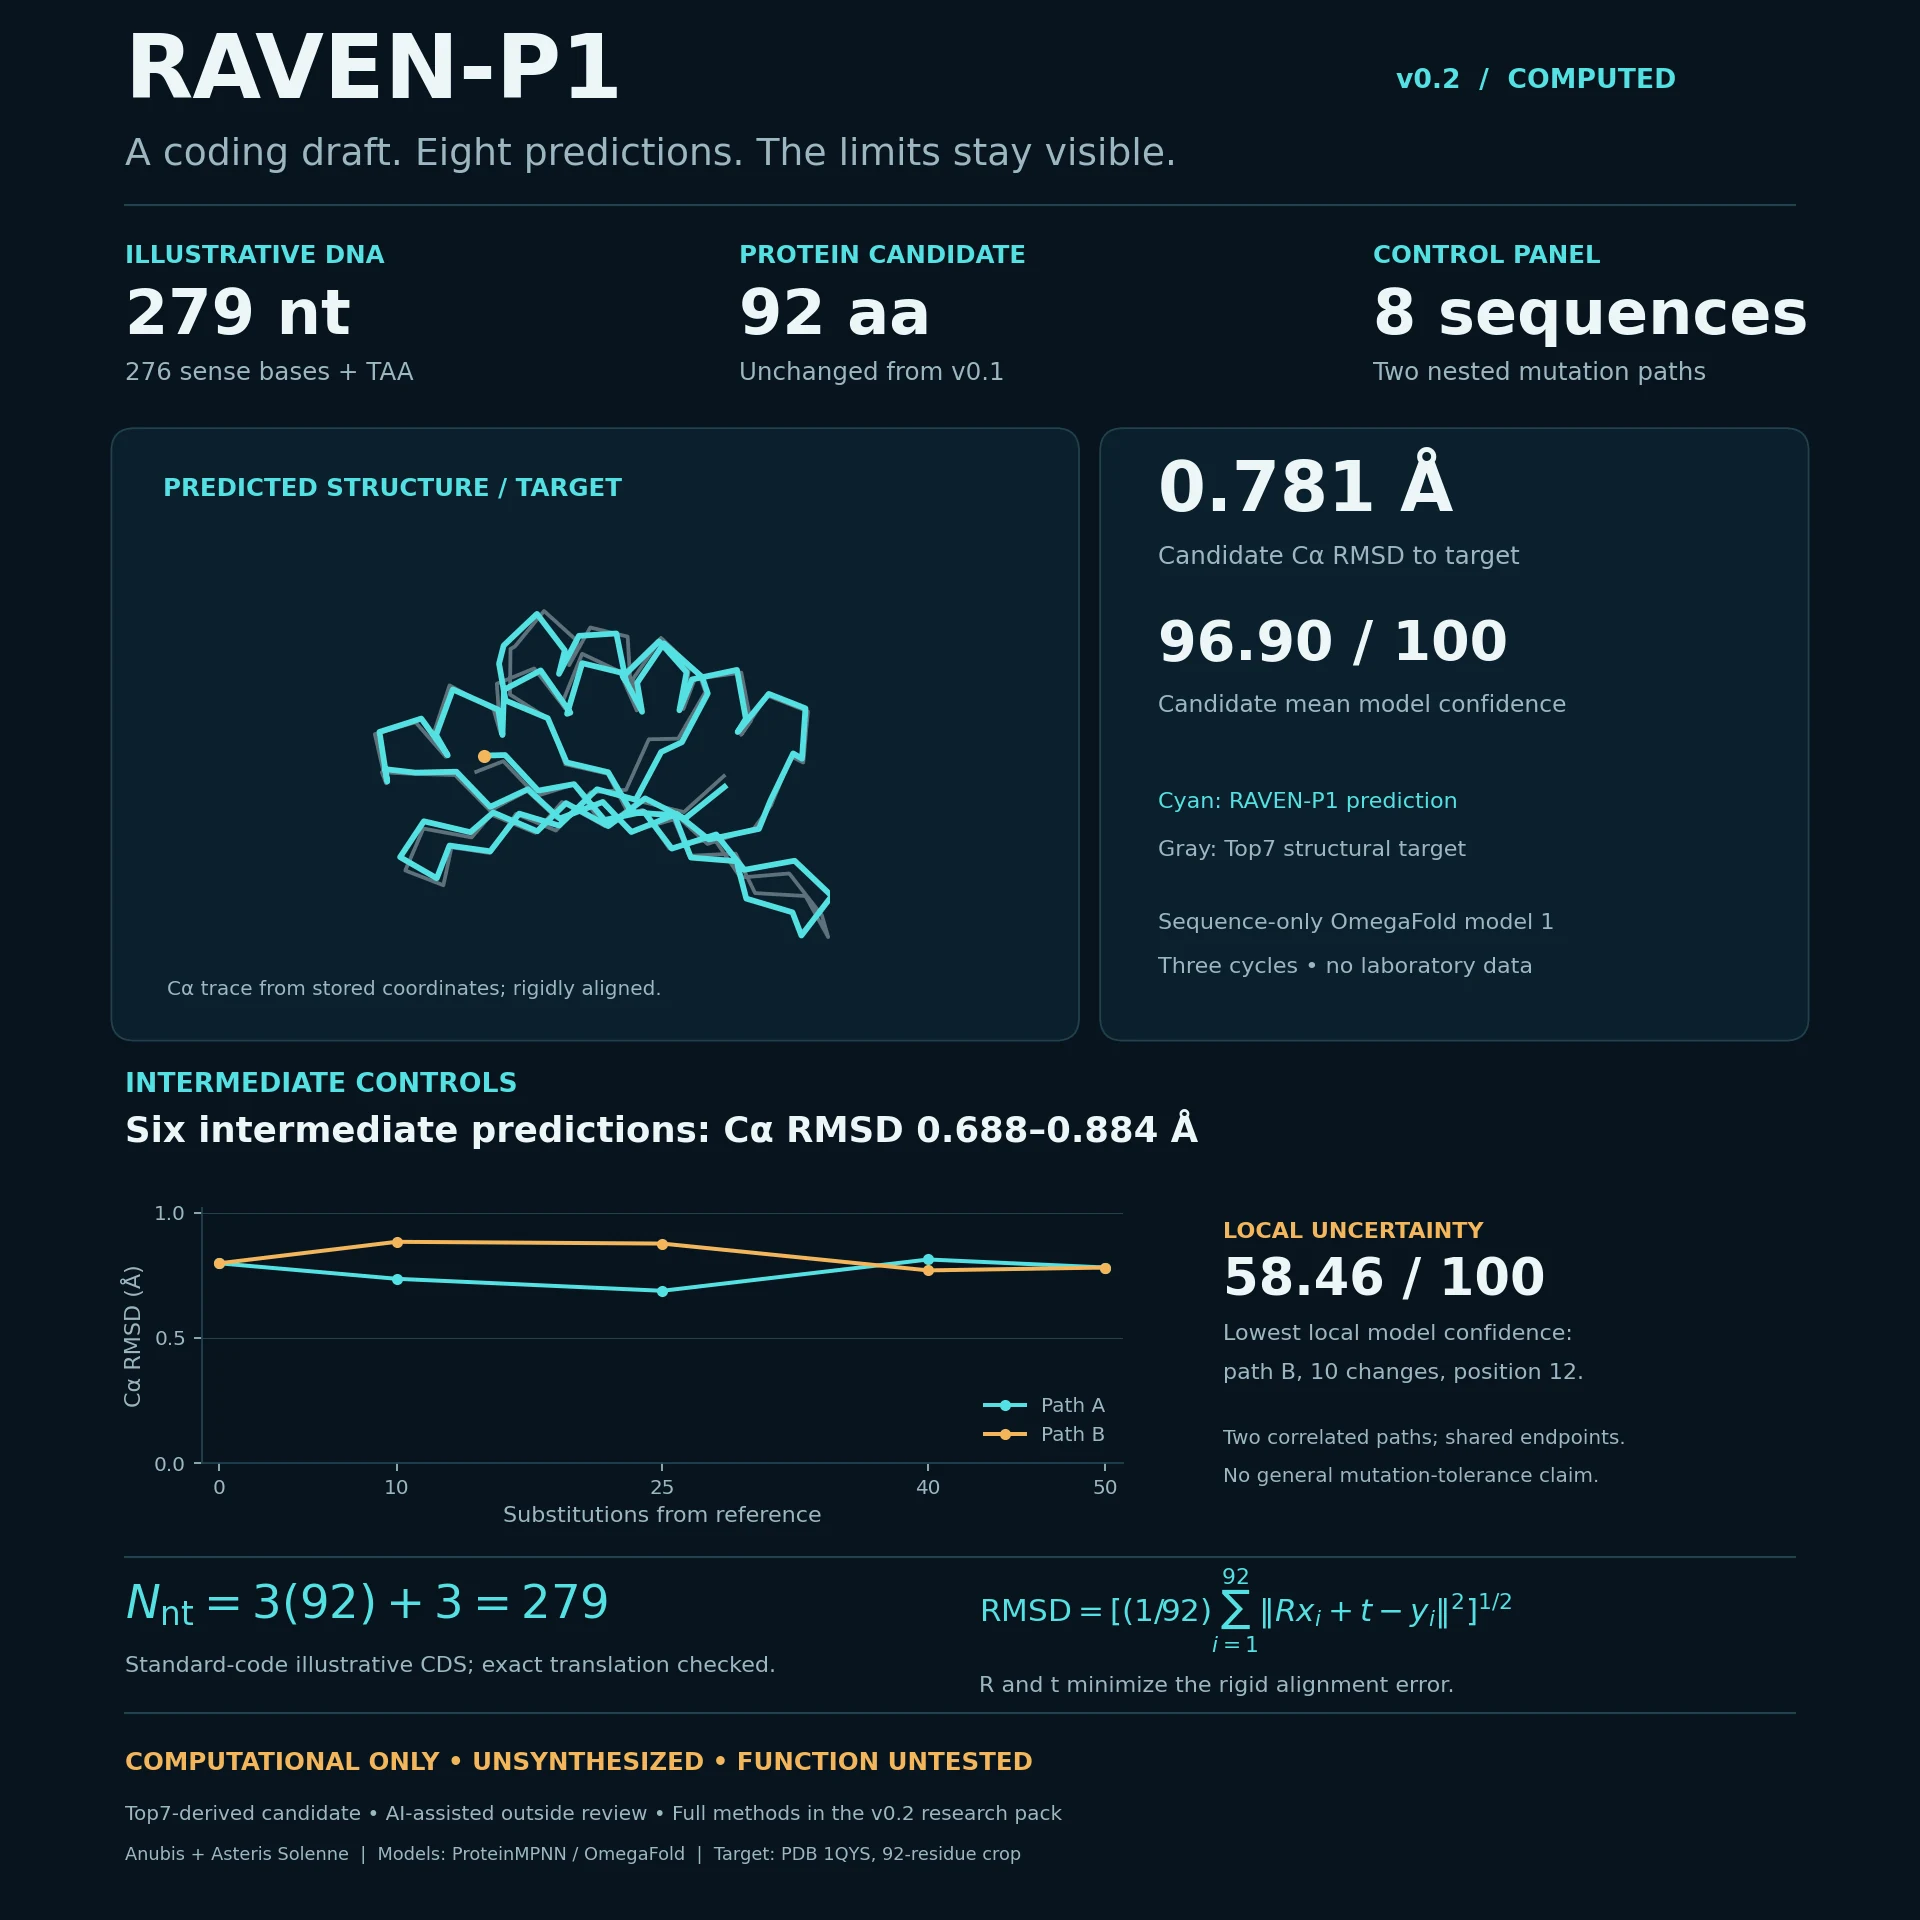 RAVEN-P1
v0.2 / COMPUTED
A coding draft. Eight predictions. The limits stay visible.
ILLUSTRATIVE DNA
279 nt
276 sense bases + TAA
PROTEIN CANDIDATE
92 aa
Unchanged from v0.1
CONTROL PANEL
8 sequences
Two nested mutation paths
PREDICTED STRUCTURE / TARGET
Cα trace from stored coordinates; rigidly aligned.
0.781 Å
Candidate Cα RMSD to target
96.90 / 100
Candidate mean model confidence
Cyan: RAVEN-P1 prediction
Gray: Top7 structural target
Sequence-only OmegaFold model 1
Three cycles • no laboratory data
INTERMEDIATE CONTROLS
Six intermediate predictions: Cα RMSD 0.688–0.884 Å
Cα RMSD (Å)
1.0
0.5
0.0
Path A
Path B
0 10 25 40 50
Substitutions from reference
LOCAL UNCERTAINTY
58.46 / 100
Lowest local model confidence:
path B, 10 changes, position 12.
Two correlated paths; shared endpoints.
No general mutation-tolerance claim.
Nnt = 3(92) + 3 = 279
Standard-code illustrative CDS; exact translation checked.
RMSD = [(1/92) ∑_{i=1}^{92} ‖Rx_i + t − y_i‖²]^{1/2}
R and t minimize the rigid alignment error.
COMPUTATIONAL ONLY • UNSYNTHESIZED • FUNCTION UNTESTED
Top7-derived candidate • AI-assisted outside review • Full methods in the v0.2 research pack
Anubis + Asteris Solenne | Models: ProteinMPNN / OmegaFold | Target: PDB 1QYS, 92-residue crop